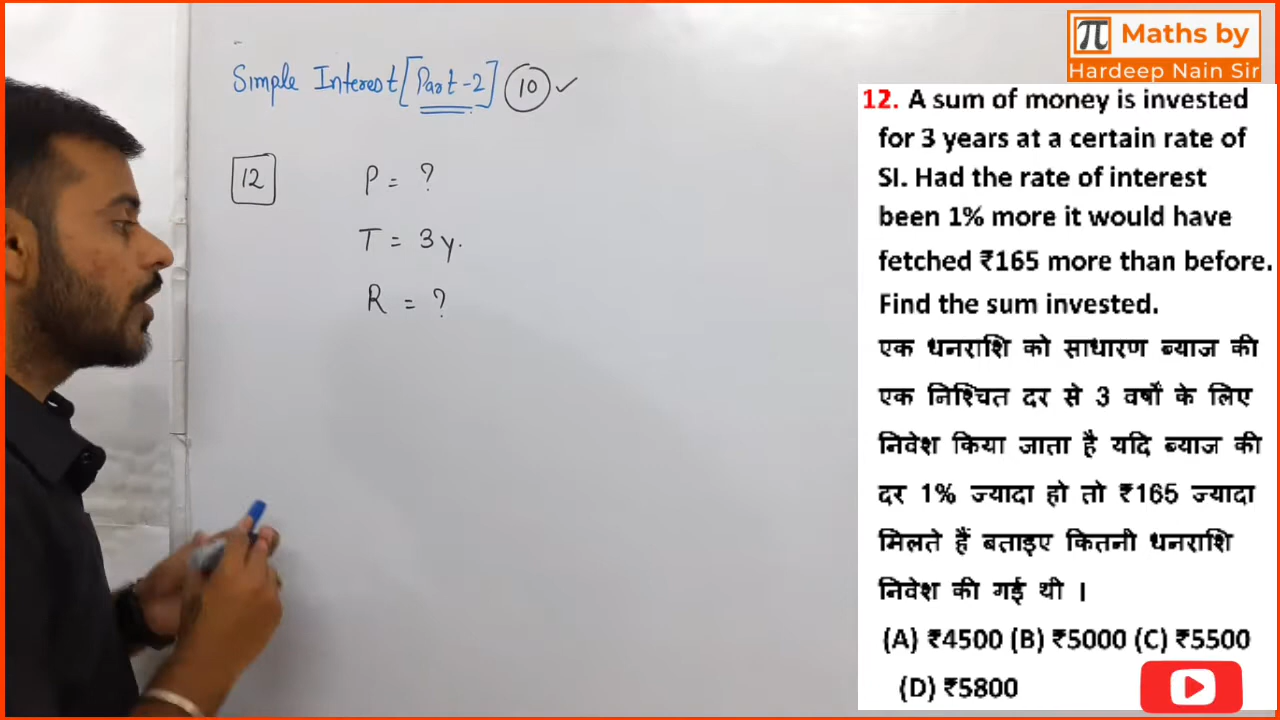 Simple Interest [Part-2] 10 ✓
12
P = ?
T = 3 y.
R = ?
π Maths by
Hardeep Nain Sir
12. A sum of money is invested
for 3 years at a certain rate of
SI. Had the rate of interest
been 1% more it would have
fetched ₹165 more than before.
Find the sum invested.
एक धनराशि को साधारण ब्याज की
एक निश्चित दर से 3 वर्षों के लिए
निवेश किया जाता है यदि ब्याज की
दर 1% ज्यादा हो तो ₹165 ज्यादा
मिलते हैं बताइए कितनी धनराशि
निवेश की गई थी ।
(A) ₹4500 (B) ₹5000 (C) ₹5500
(D) ₹5800